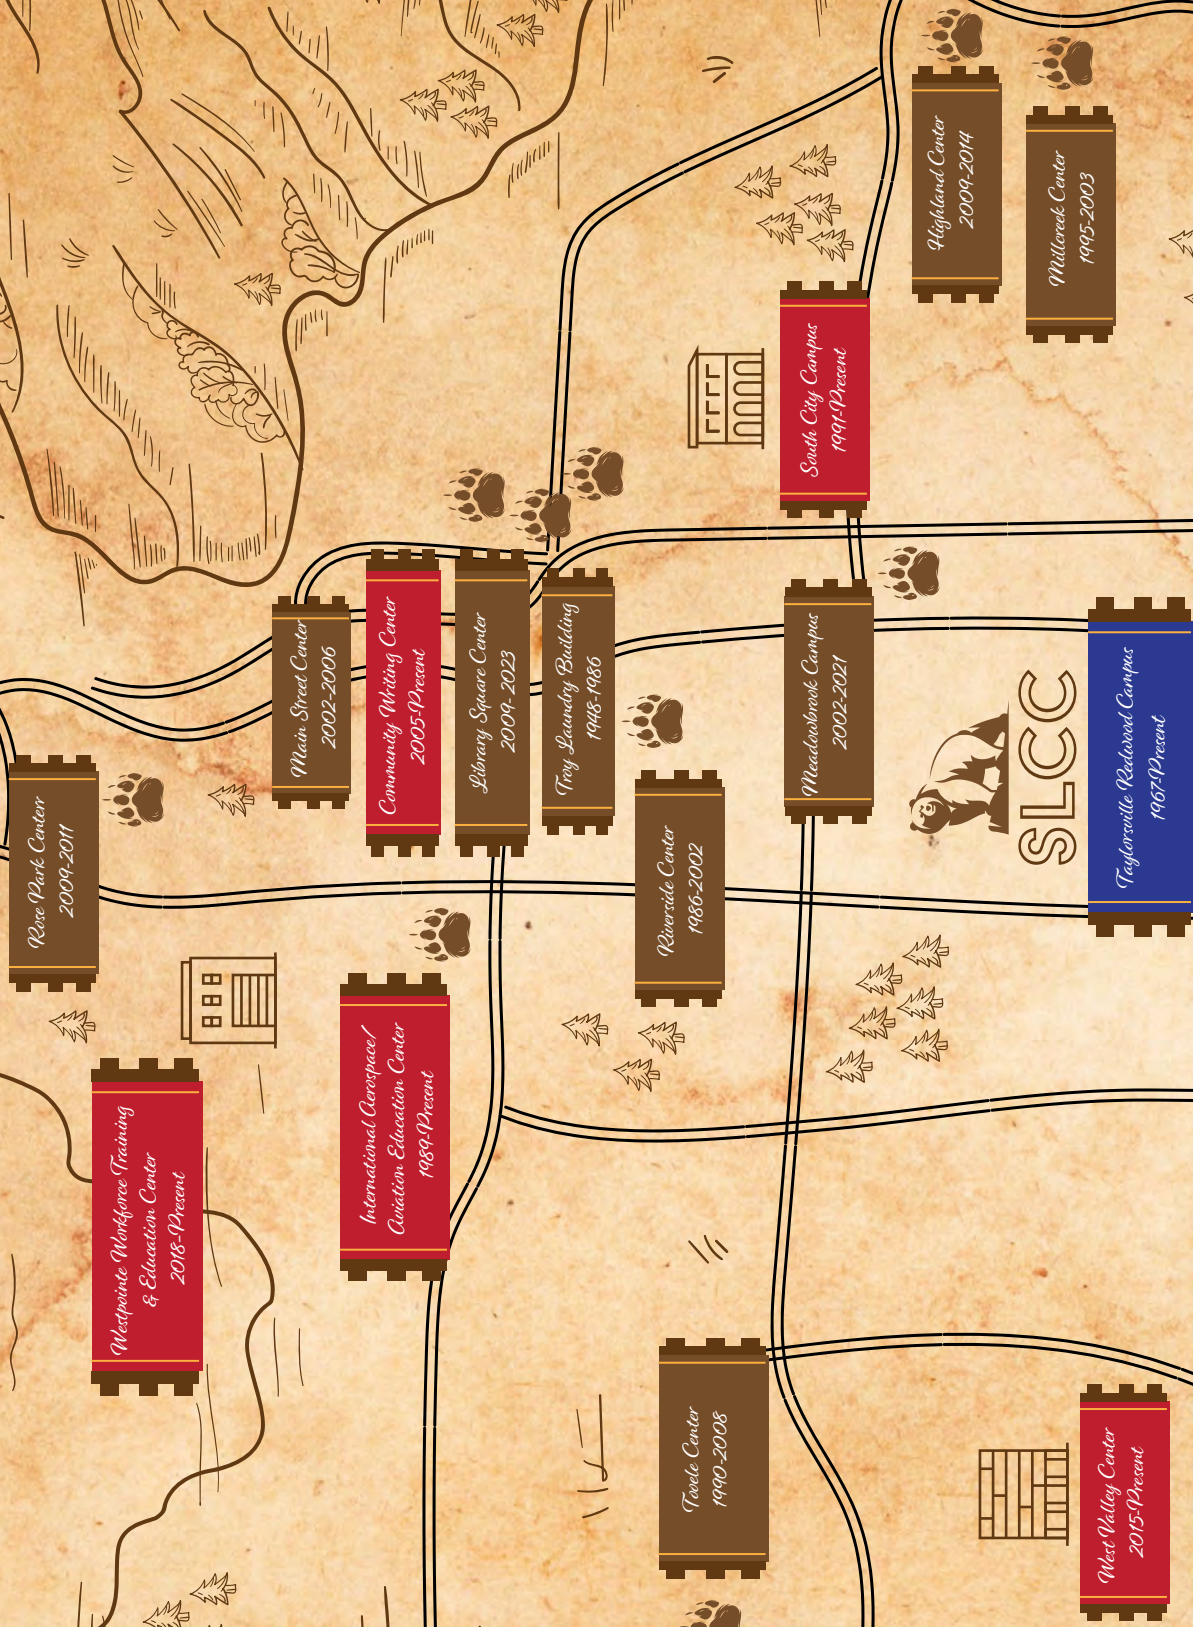 Rose Park Centerr
2009-2011
Westpointe Workforce Training
& Education Center
2018-Present
Main Street Center
2002-2006
International Aerospace/
Aviation Education Center
1989-Present
Community Writing Center
2005-Present
Library Square Center
2009-2023
Troy Laundry Building
1948-1986
Riverside Center
1986-2002
Tooele Center
1990-2008
South City Campus
1991-Present
Meadowbrook Campus
2002-2021
Highland Center
2009-2014
Millcreek Center
1995-2003
SLCC
Taylorsville Redwood Campus
1967-Present
West Valley Center
2015-Present